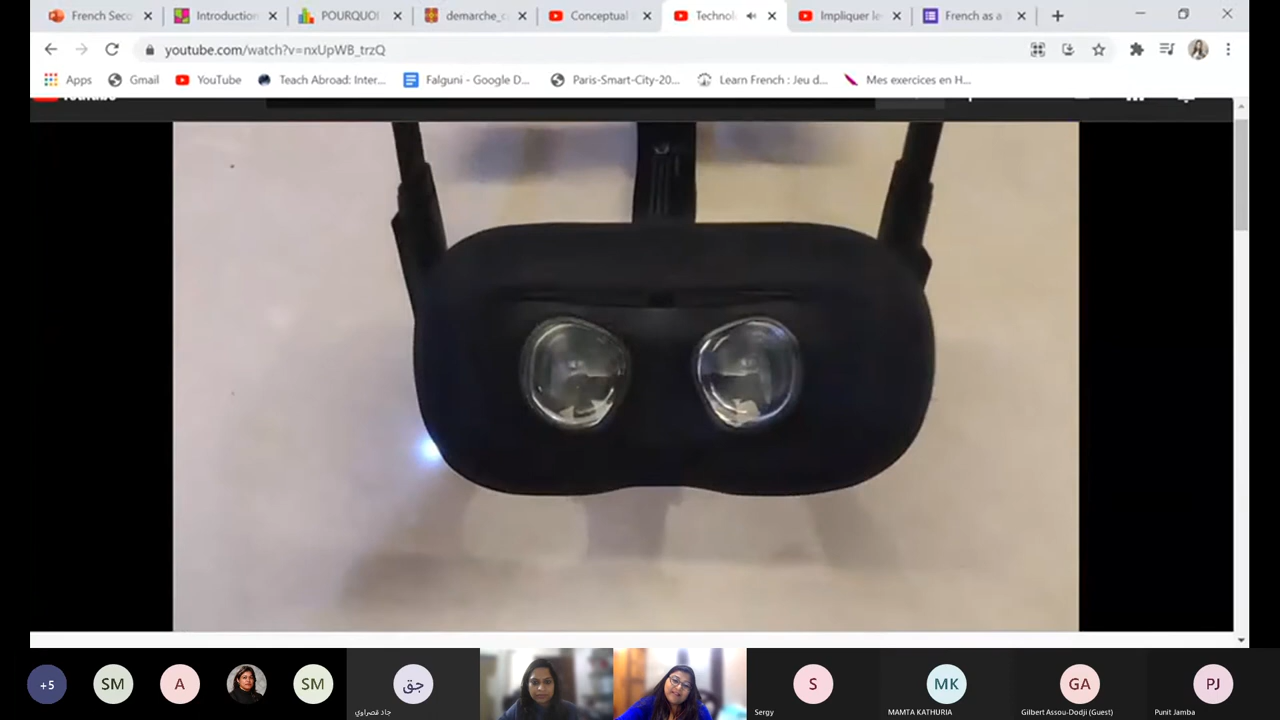 French Seco
Introduction
POURQUOI
demarche_c
Conceptual
Technol
Impliquer le
French as a
youtube.com/watch?v=nxUpWB_trzQ
Apps
Gmail
YouTube
Teach Abroad: Inter...
Falguni - Google D...
Paris-Smart-City-20...
Learn French : Jeu d...
Mes exercices en H...
+5
SM
A
SM
جق
جاد قصراوي
S
Sergy
MK
MAMTA KATHURIA
GA
Gilbert Assou-Dodji (Guest)
PJ
Punit Jamba